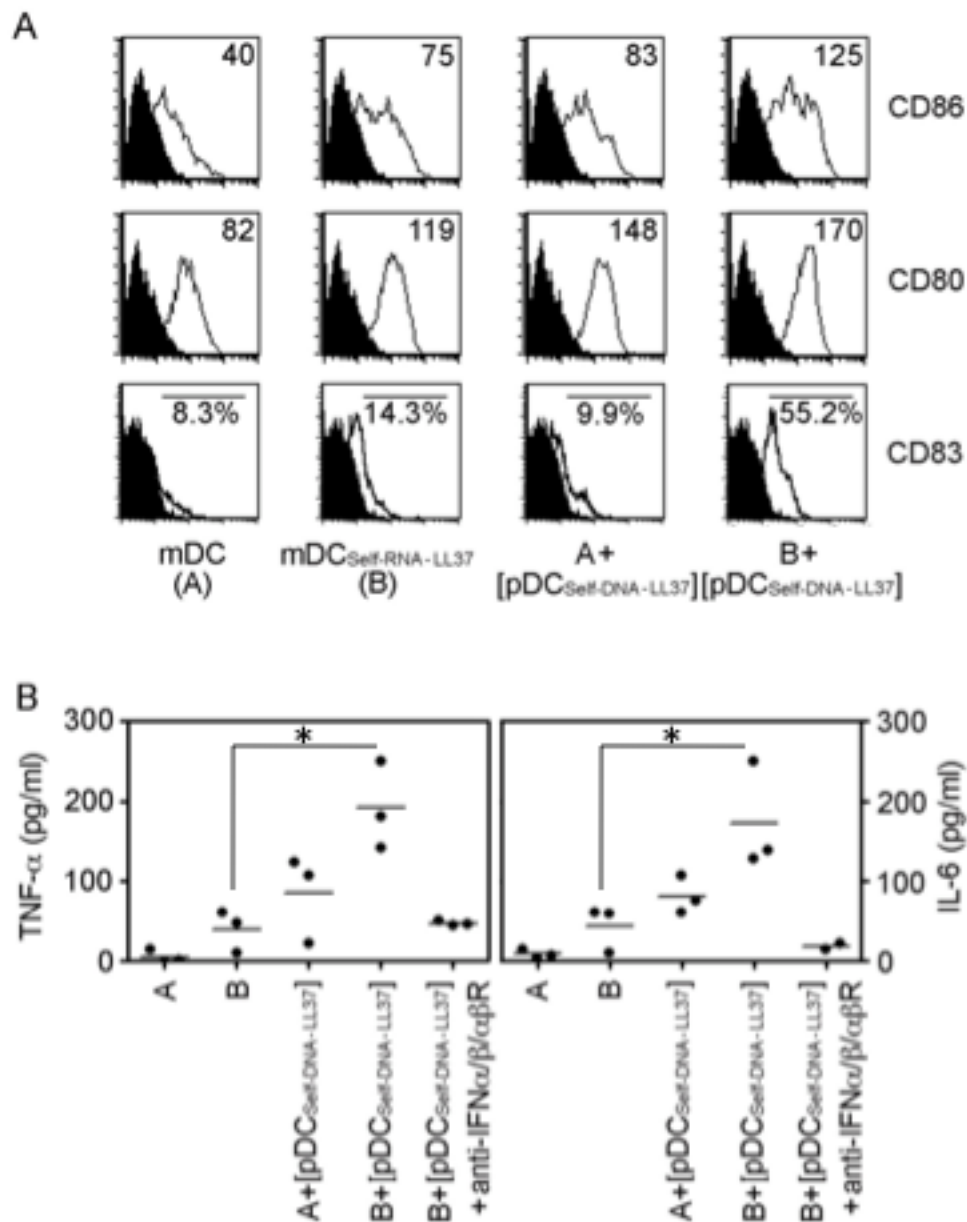 A
40 75 83 125 CD86
82 119 148 170 CD80
8.3% 14.3% 9.9% 55.2% CD83
mDC mDCSelf-RNA-LL37 A+ B+
(A) (B) [pDCSelf-DNA-LL37] [pDCSelf-DNA-LL37]
B
300 * * 300
200 200
100 100
0 0
TNF-α (pg/ml)
IL-6 (pg/ml)
A
B
A+[pDCSelf-DNA-LL37]
B+[pDCSelf-DNA-LL37]
B+[pDCSelf-DNA-LL37]
+anti-IFNα/β/αβR
A
B
A+[pDCSelf-DNA-LL37]
B+[pDCSelf-DNA-LL37]
B+[pDCSelf-DNA-LL37]
+anti-IFNα/β/αβR